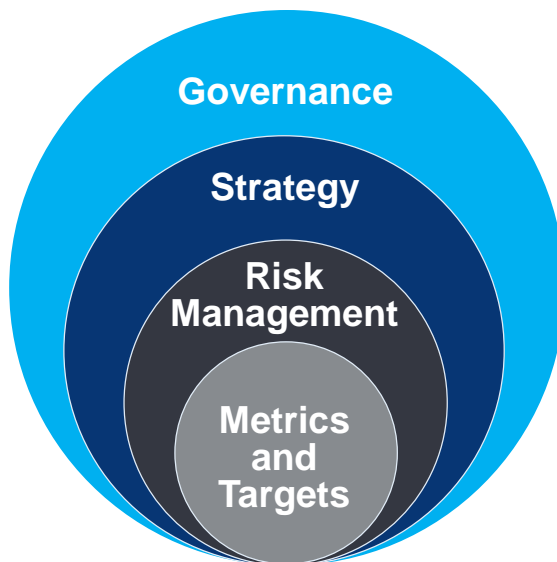 Governance
Strategy
Risk
Management
Metrics
and
Targets